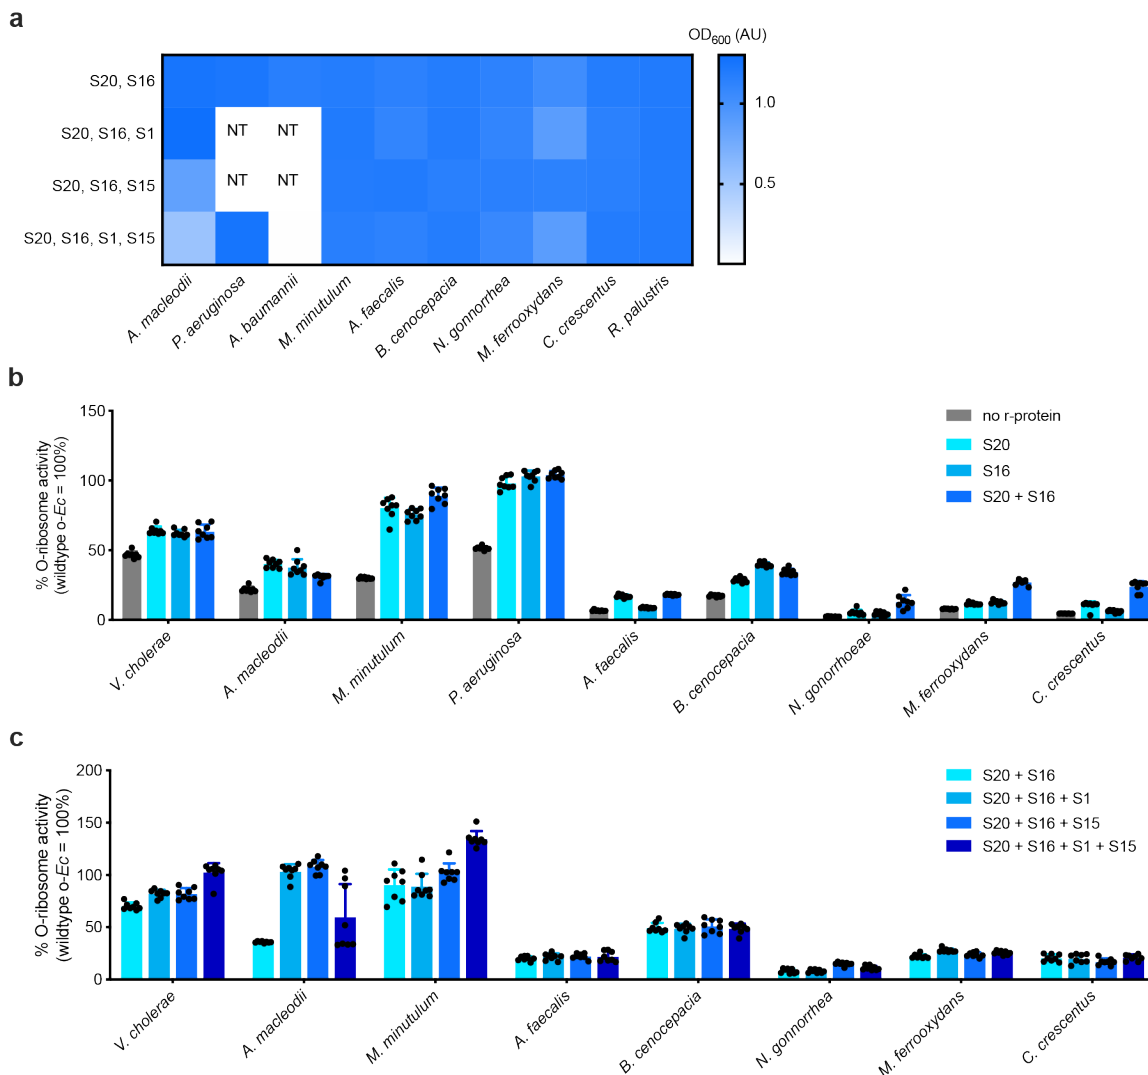 a
OD600 (AU)
S20, S16
S20, S16, S1
S20, S16, S15
S20, S16, S1, S15
NT NT
NT NT
1.0
0.5
A. macleodii
P. aeruginosa
A. baumannii
M. minutulum
A. faecalis
B. cenocepacia
N. gonnorrhea
M. ferrooxydans
C. crescentus
R. palustris
b
% O-ribosome activity
(wildtype o-Ec = 100%)
150
100
50
0
no r-protein
S20
S16
S20 + S16
V. cholerae
A. macleodii
M. minutulum
P. aeruginosa
A. faecalis
B. cenocepacia
N. gonorrhoeae
M. ferrooxydans
C. crescentus
c
% O-ribosome activity
(wildtype o-Ec = 100%)
200
150
100
50
0
S20 + S16
S20 + S16 + S1
S20 + S16 + S15
S20 + S16 + S1 + S15
V. cholerae
A. macleodii
M. minutulum
A. faecalis
B. cenocepacia
N. gonnorrhea
M. ferrooxydans
C. crescentus